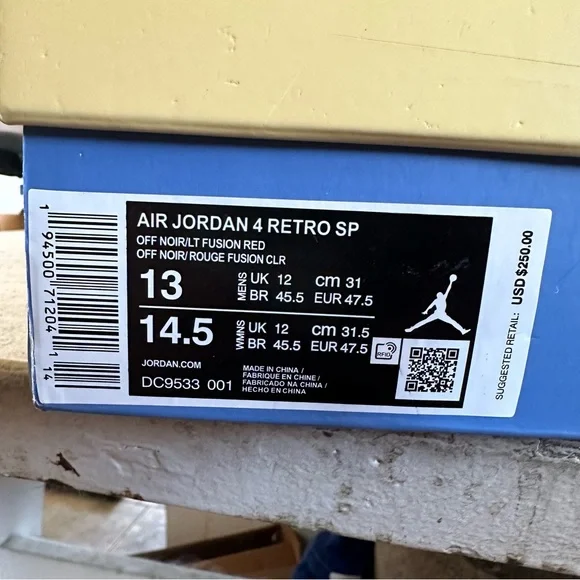 AIR JORDAN 4 RETRO SP
OFF NOIR/LT FUSION RED
OFF NOIR/ROUGE FUSION CLR
13 MENS UK 12 cm 31
BR 45.5 EUR 47.5
14.5 WMNS UK 12 cm 31.5
BR 45.5 EUR 47.5
RFID
JORDAN.COM
DC9533 001
MADE IN CHINA /
FABRIQUE EN CHINE /
FABRICADO NA CHINA /
HECHO EN CHINA
1 94500 71204 1 14
SUGGESTED RETAIL: USD $250.00